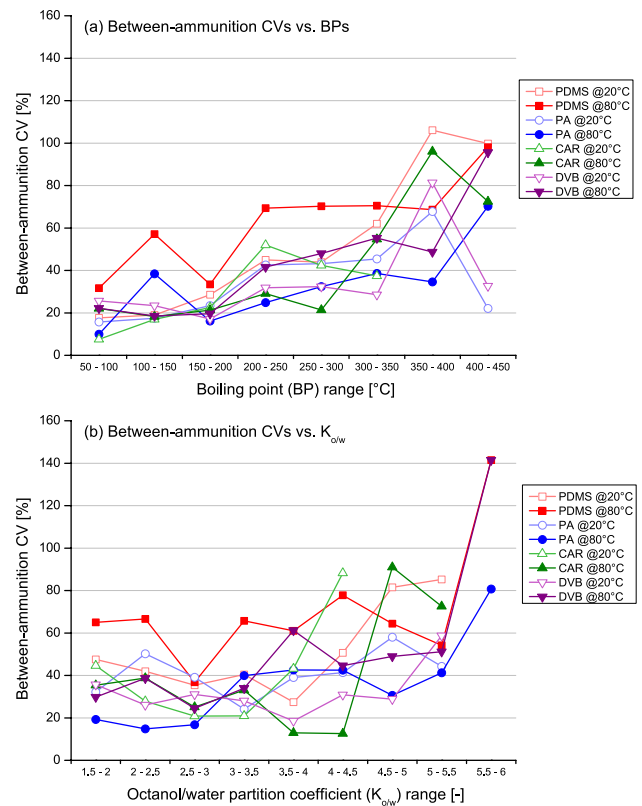 (a) Between-ammunition CVs vs. BPs
Between-ammunition CV [%]
160
140
120
100
80
60
40
20
0
50 - 100
100 - 150
150 - 200
200 - 250
250 - 300
300 - 350
350 - 400
400 - 450
Boiling point (BP) range [°C]
PDMS @20°C
PDMS @80°C
PA @20°C
PA @80°C
CAR @20°C
CAR @80°C
DVB @20°C
DVB @80°C
(b) Between-ammunition CVs vs. Ko/w
Between-ammunition CV [%]
160
140
120
100
80
60
40
20
0
1,5 - 2
2 - 2,5
2,5 - 3
3 - 3,5
3,5 - 4
4 - 4,5
4,5 - 5
5 - 5,5
5,5 - 6
Octanol/water partition coefficient (Ko/w) range [-]
PDMS @20°C
PDMS @80°C
PA @20°C
PA @80°C
CAR @20°C
CAR @80°C
DVB @20°C
DVB @80°C